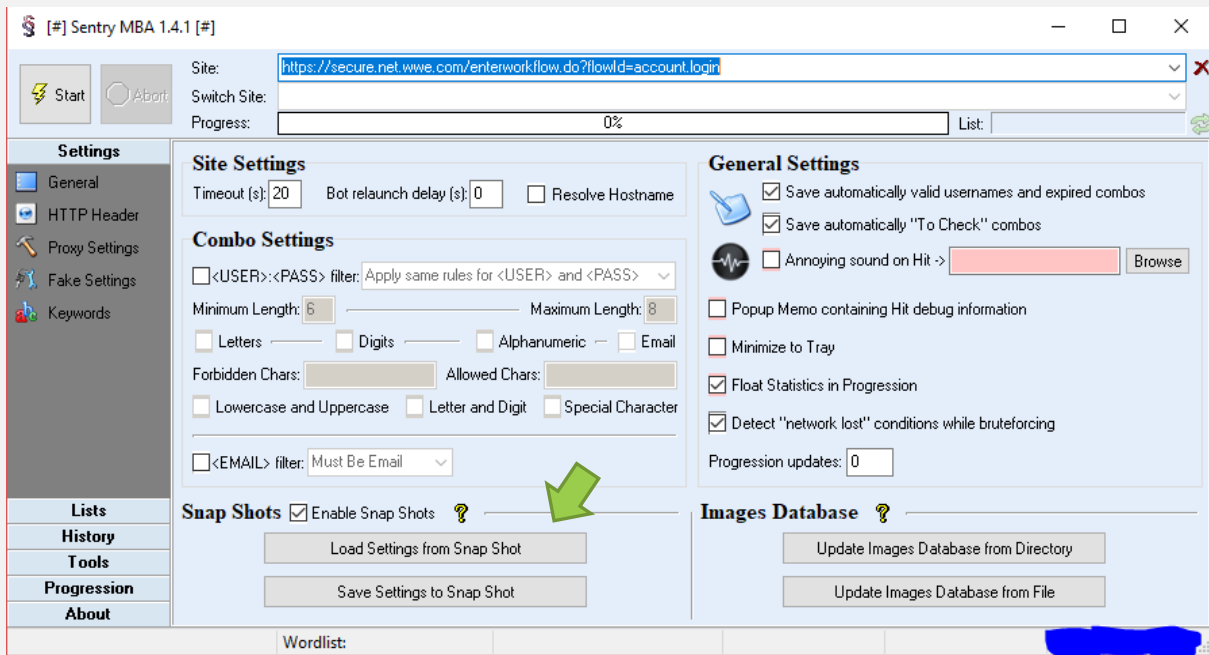 [#] Sentry MBA 1.4.1 [#]
Start
Abort
Site:
https://secure.net.wwe.com/enterworkflow.do?flowId=account.login
Switch Site:
Progress:
0%
List:
Settings
General
HTTP Header
Proxy Settings
Fake Settings
Keywords
Lists
History
Tools
Progression
About
Site Settings
Timeout (s): 20 Bot relaunch delay (s): 0 Resolve Hostname
Combo Settings
<USER>:<PASS> filter: Apply same rules for <USER> and <PASS>
Minimum Length: 6 Maximum Length: 8
Letters Digits Alphanumeric Email
Forbidden Chars: Allowed Chars:
Lowercase and Uppercase Letter and Digit Special Character
<EMAIL> filter: Must Be Email
Snap Shots Enable Snap Shots ?
Load Settings from Snap Shot
Save Settings to Snap Shot
General Settings
Save automatically valid usernames and expired combos
Save automatically "To Check" combos
Annoying sound on Hit -> Browse
Popup Memo containing Hit debug information
Minimize to Tray
Float Statistics in Progression
Detect "network lost" conditions while bruteforcing
Progression updates: 0
Images Database ?
Update Images Database from Directory
Update Images Database from File
Wordlist: